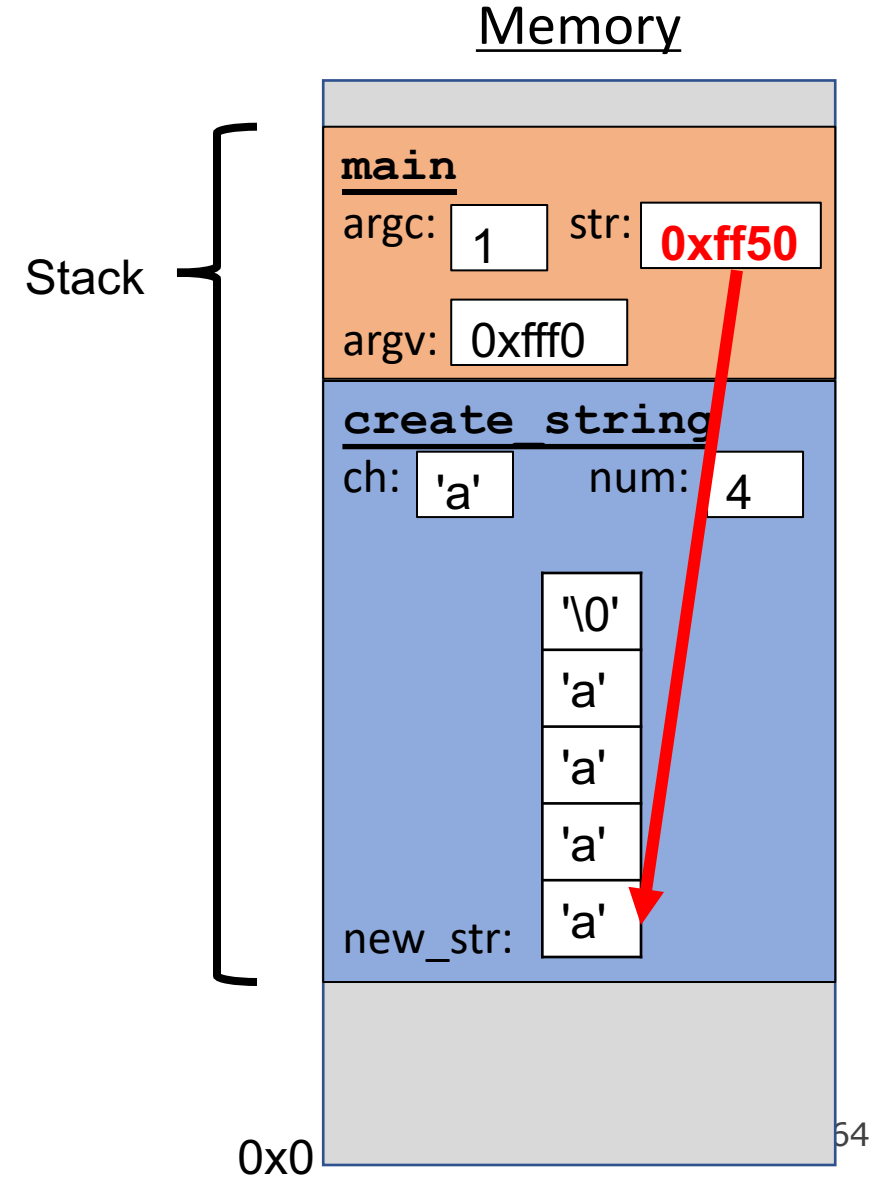 Memory
main
argc: 1 str: 0xff50
Stack
argv: 0xfff0
create_string
ch: 'a' num: 4
'\0'
'a'
'a'
'a'
new_str: 'a'
0x0
64